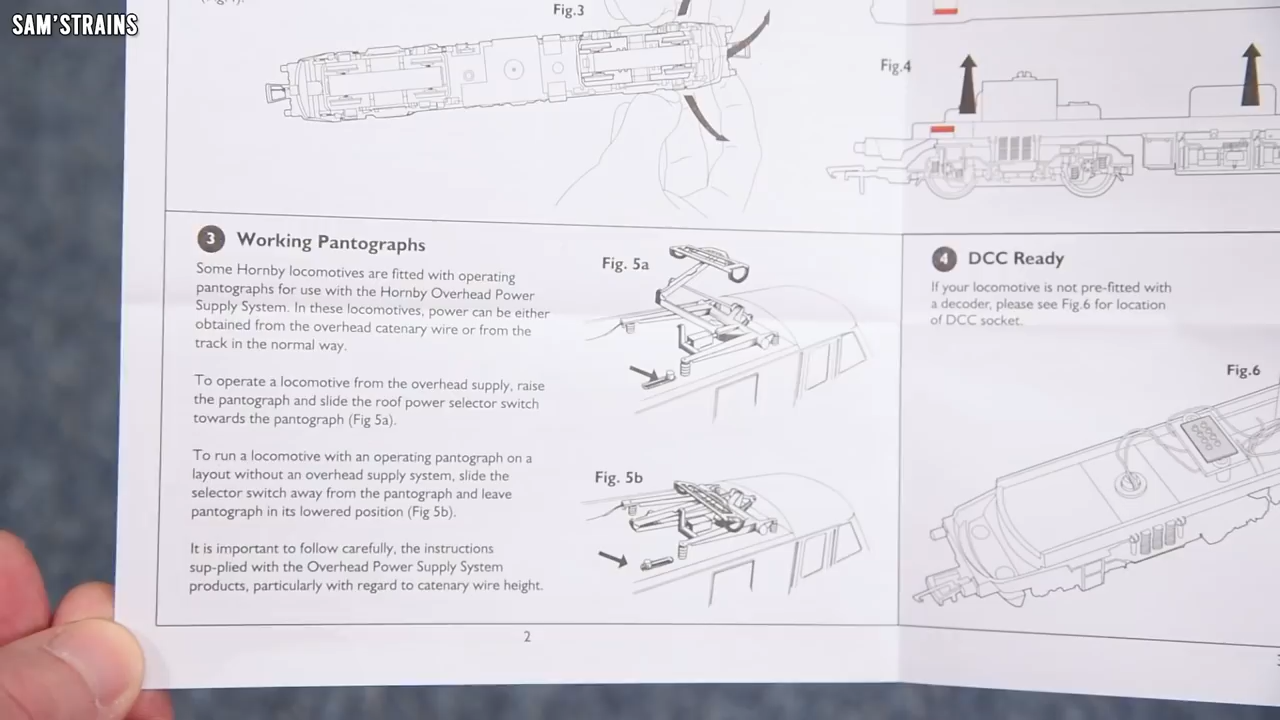 SAM'STRAINS
Fig.3
Fig.4
3 Working Pantographs
Some Hornby locomotives are fitted with operating
pantographs for use with the Hornby Overhead Power
Supply System. In these locomotives, power can be either
obtained from the overhead catenary wire or from the
track in the normal way.
To operate a locomotive from the overhead supply, raise
the pantograph and slide the roof power selector switch
towards the pantograph (Fig 5a).
To run a locomotive with an operating pantograph on a
layout without an overhead supply system, slide the
selector switch away from the pantograph and leave
pantograph in its lowered position (Fig 5b).
It is important to follow carefully, the instructions
sup-plied with the Overhead Power Supply System
products, particularly with regard to catenary wire height.
Fig. 5a
Fig. 5b
2
4 DCC Ready
If your locomotive is not pre-fitted with
a decoder, please see Fig.6 for location
of DCC socket.
Fig.6